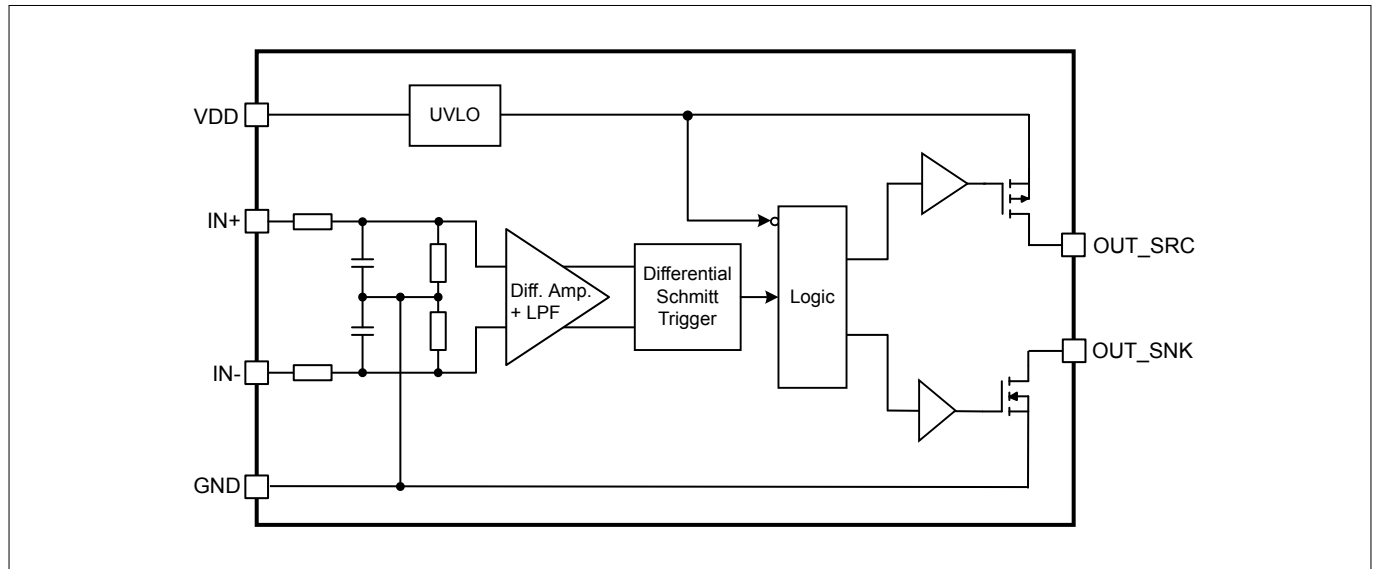 VDD
UVLO
IN+
OUT_SRC
Diff. Amp.
+ LPF
Differential
Schmitt
Trigger
Logic
OUT_SNK
IN-
GND